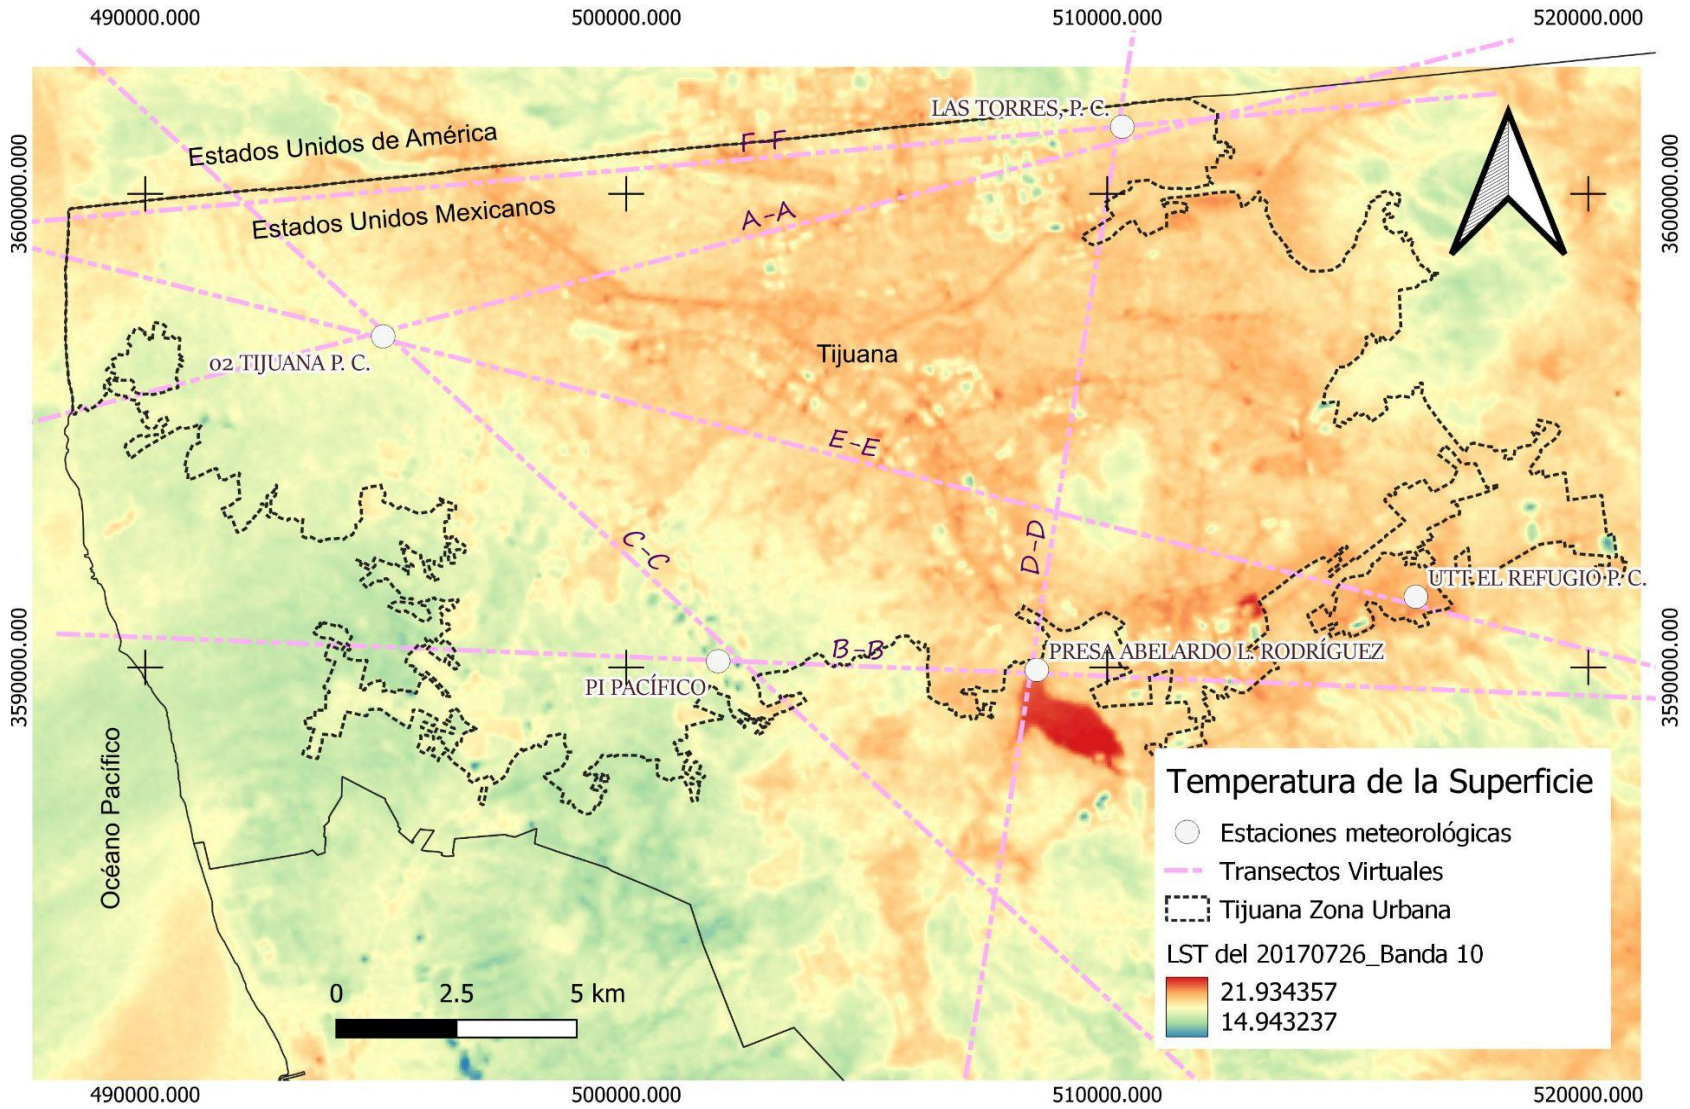 490000.000
500000.000
510000.000
520000.000
LAS TORRES, P. C.
Estados Unidos de América
F-F
3600000.000
3600000.000
Estados Unidos Mexicanos
A-A
02 TIJUANA P. C.
Tijuana
E-E
C-C
D-D
UTT EL REFUGIO P. C.
B-B
PRESA ABELARDO L. RODRÍGUEZ
3590000.000
3590000.000
PI PACÍFICO
Océano Pacífico
Temperatura de la Superficie
Estaciones meteorológicas
Transectos Virtuales
Tijuana Zona Urbana
LST del 20170726_Banda 10
21.934357
14.943237
0 2.5 5 km
490000.000
500000.000
510000.000
520000.000